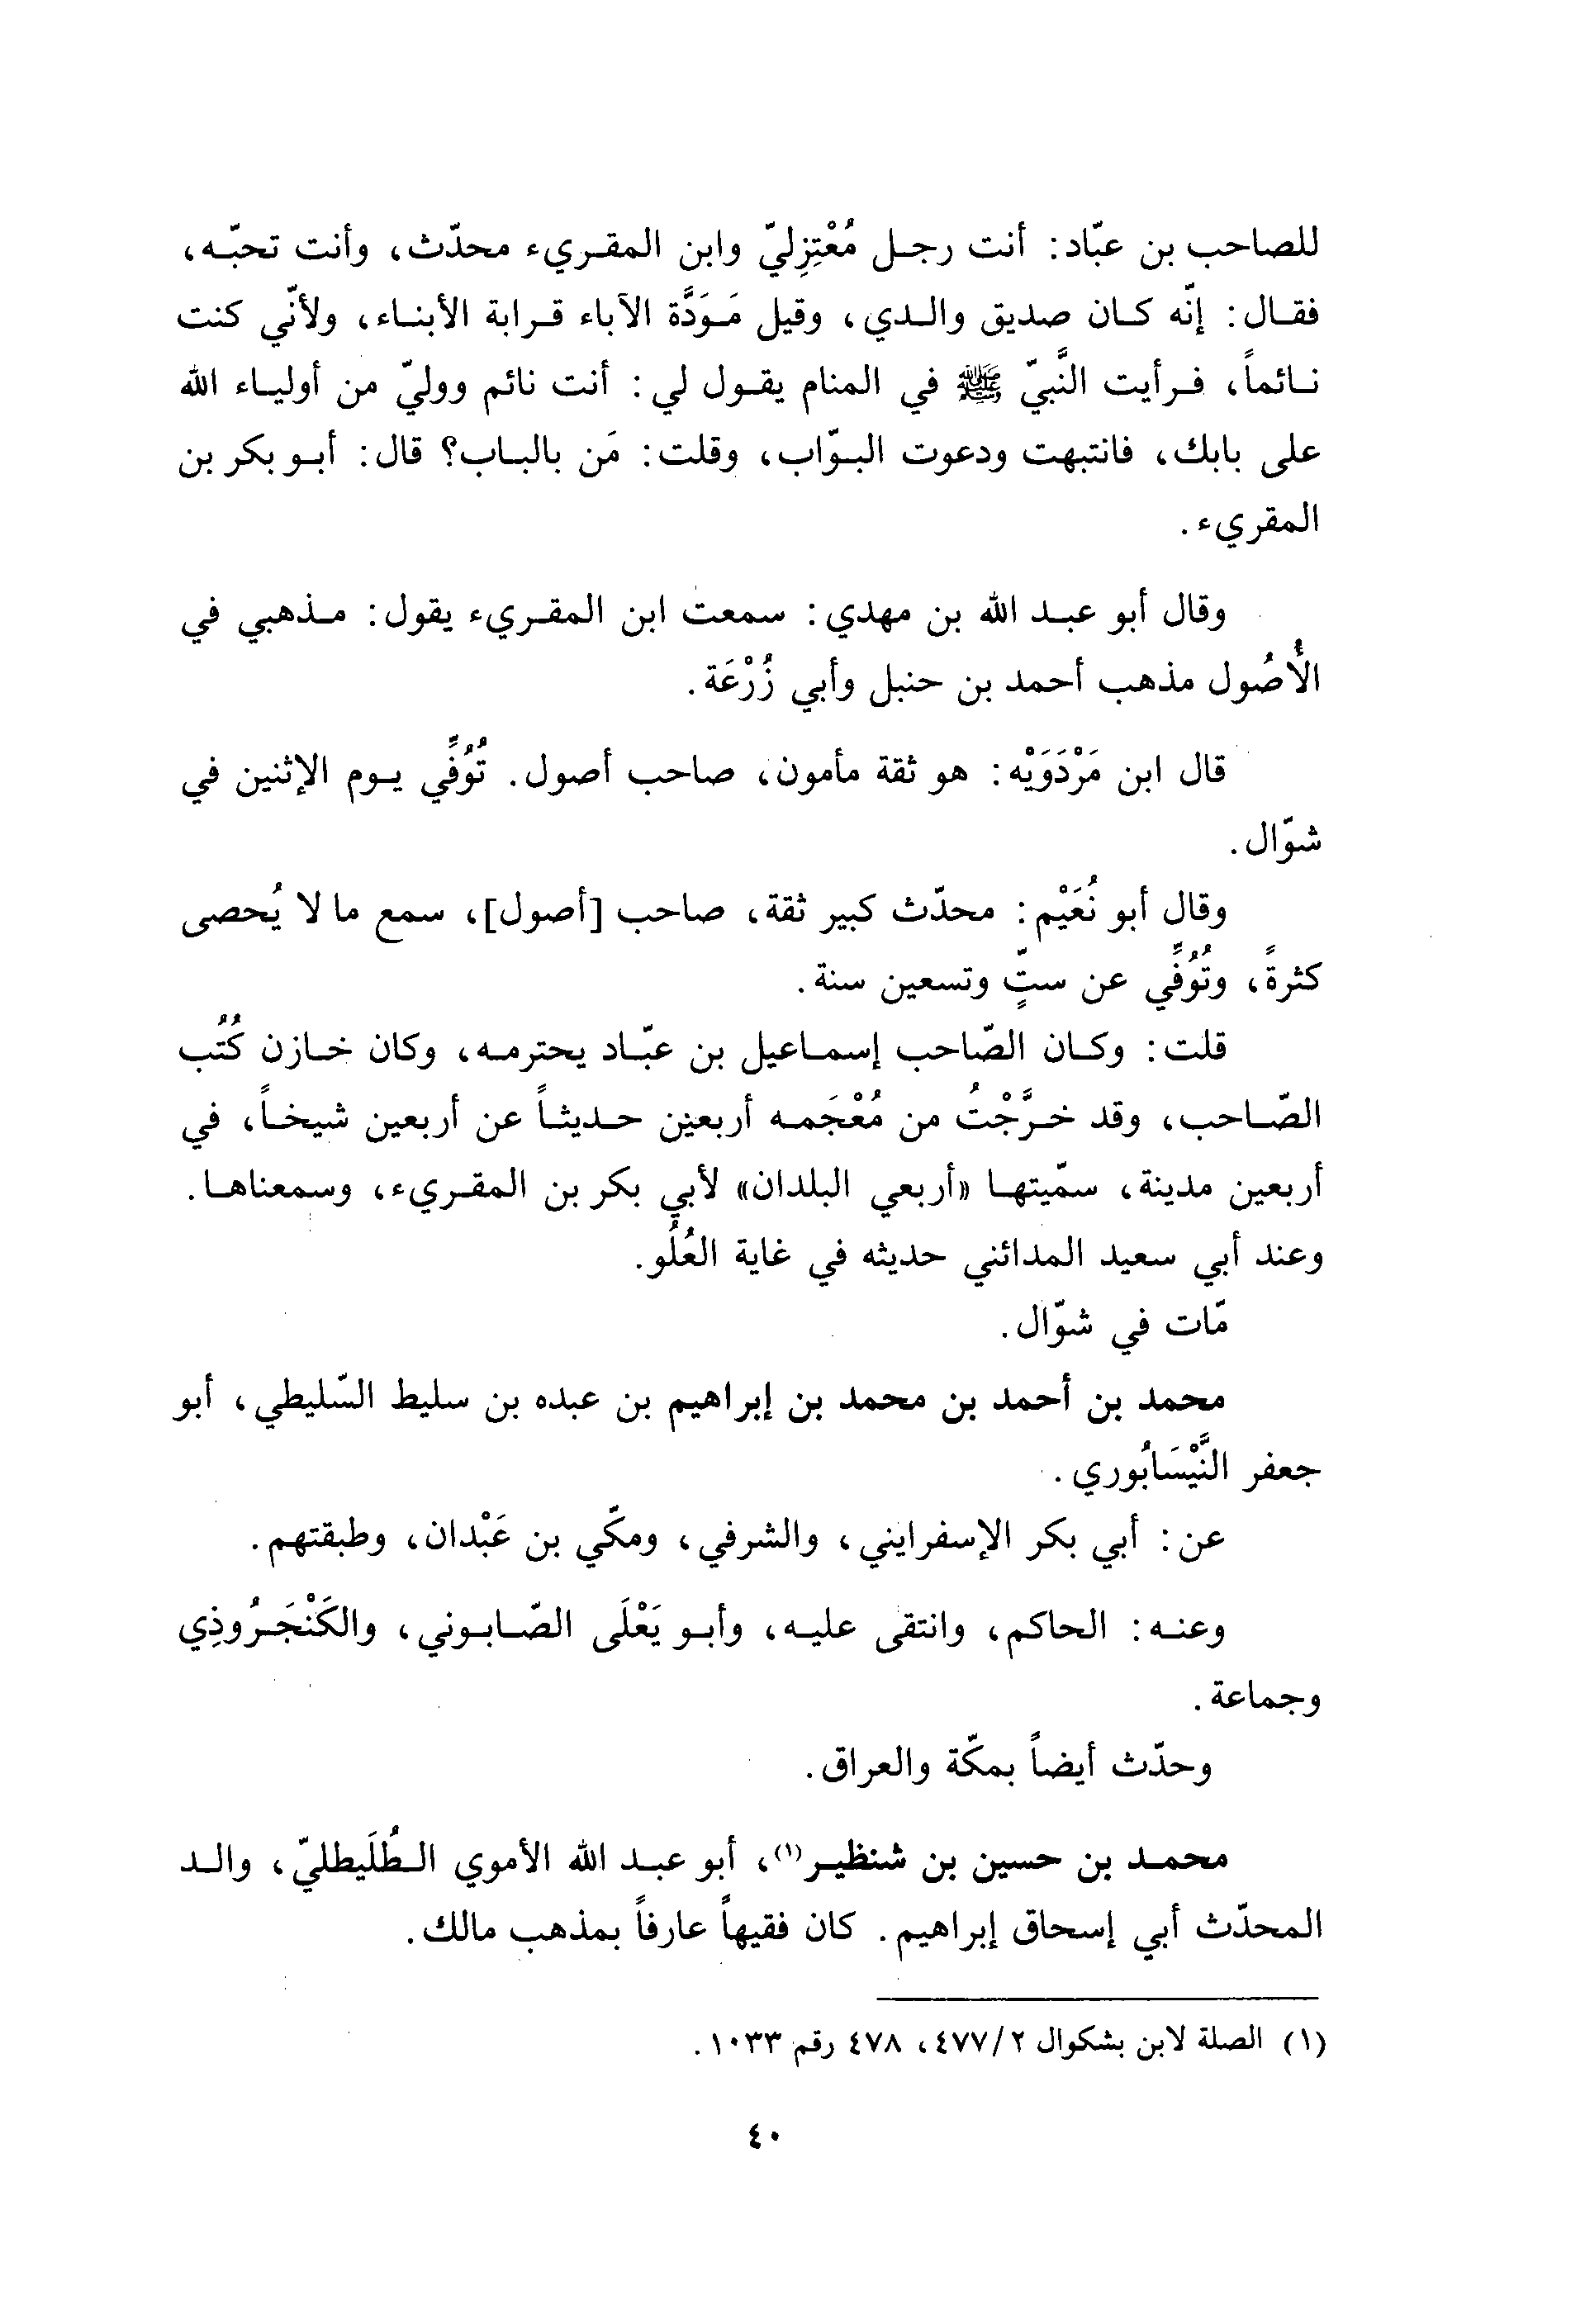 للصاحب بن عبّاد: أنت رجل مُعْتِزِليّ وابن المقريء محدّث، وأنت تحبّه،
فقال: إنّه كان صديق والدي، وقيل مَوَدَّة الآباء قرابة الأبناء، ولأنّي كنت
نائماً، فرأيت النَّبيّ ﷺ في المنام يقول لي: أنت نائم ووليّ من أولياء الله
على بابك، فانتبهت ودعوت البوّاب، وقلت: مَن بالباب؟ قال: أبو بكر بن
المقريء.
وقال أبو عبد الله بن مهدي: سمعت ابن المقريء يقول: مذهبي في
الأُصُول مذهب أحمد بن حنبل وأبي زُرْعَة.
قال ابن مَرْدَوَيْه: هو ثقة مأمون، صاحب أصول. تُوُفِّي يوم الإثنين في
شوّال.
وقال أبو نُعَيْم: محدّث كبير ثقة، صاحب [أصول]، سمع ما لا يُحصى
كثرةً، وتُوُفِّي عن ستٍّ وتسعين سنة.
قلت: وكان الصّاحب إسماعيل بن عبّاد يحترمه، وكان خازن كُتُب
الصّاحب، وقد خرَّجْتُ من مُعْجَمه أربعين حديثاً عن أربعين شيخاً، في
أربعين مدينة، سمّيتها «أربعي البلدان» لأبي بكر بن المقريء، وسمعناها.
وعند أبي سعيد المدائني حديثه في غاية العُلُو.
مّات في شوّال.
محمد بن أحمد بن محمد بن إبراهيم بن عبده بن سليط السّليطي، أبو
جعفر النَّيْسَابُوري.
عن: أبي بكر الإسفرايني، والشرفي، ومكّي بن عَبْدان، وطبقتهم.
وعنه: الحاكم، وانتقى عليه، وأبو يَعْلَى الصّابوني، والكَنْجَرُوذِي
وجماعة.
وحدّث أيضاً بمكّة والعراق.
محمد بن حسين بن شنظير(١)، أبو عبد الله الأموي الطُلَيطليّ، والد
المحدّث أبي إسحاق إبراهيم. كان فقيهاً عارفاً بمذهب مالك.
(١) الصلة لابن بشكوال ٢/٤٧٧، ٤٧٨ رقم ١٠٣٣.
٤٠